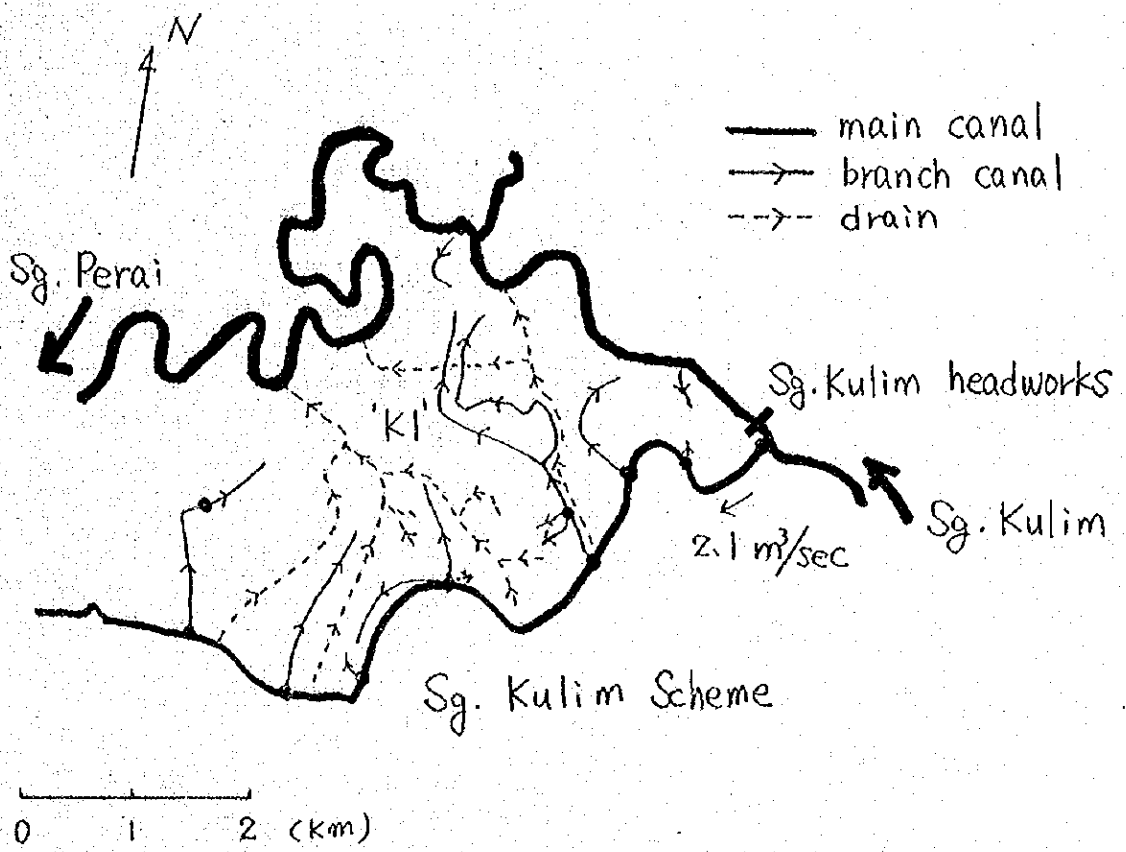 N
main canal
branch canal
drain
Sg. Perai
Sg. Kulim headworks
'K1'
Sg. Kulim
2.1 m³/sec
Sg. Kulim Scheme
0 1 2 (km)